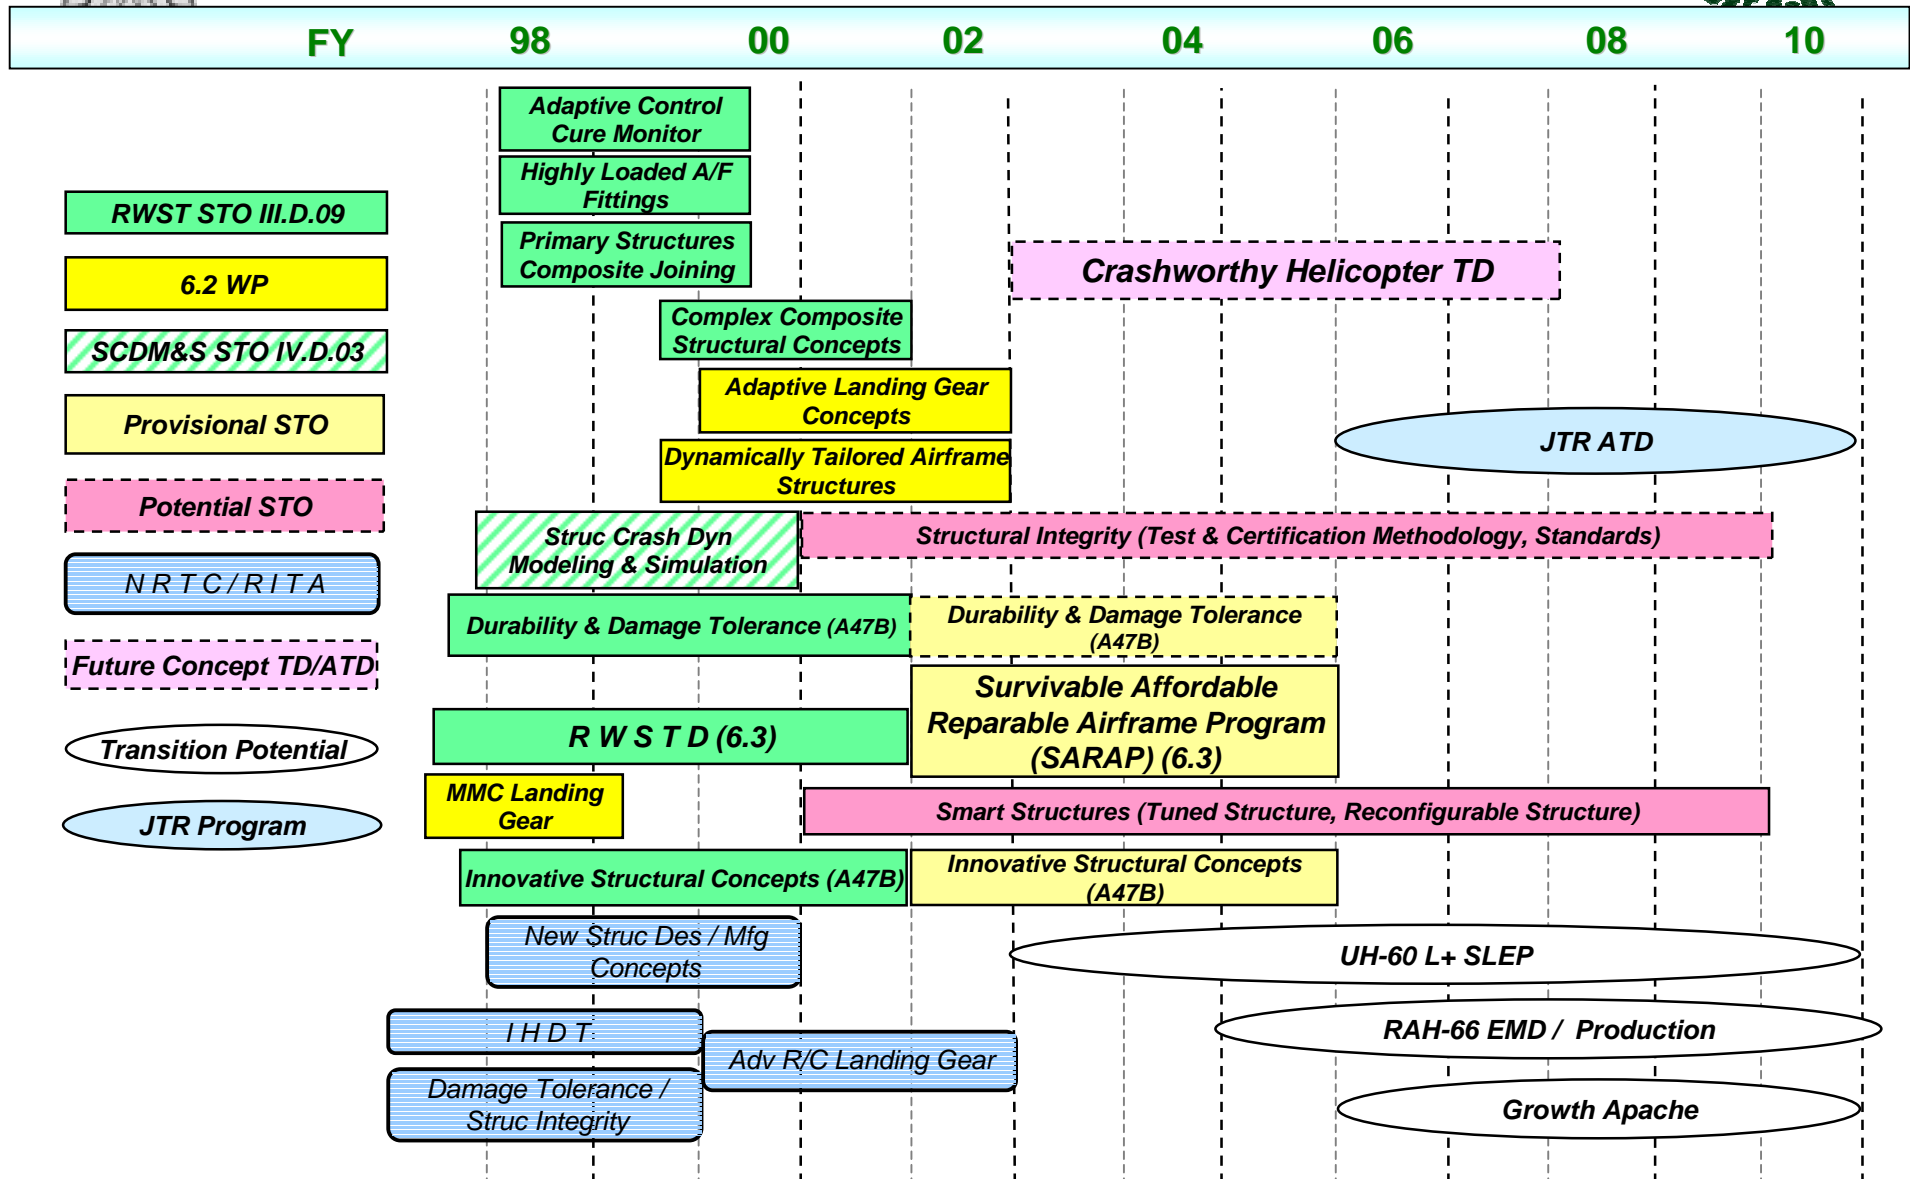 FY 98 00 02 04 06 08 10
Adaptive Control
Cure Monitor
Highly Loaded A/F
Fittings
Primary Structures
Composite Joining
Complex Composite
Structural Concepts
Adaptive Landing Gear
Concepts
Dynamically Tailored Airframe
Structures
Struc Crash Dyn
Modeling & Simulation
Durability & Damage Tolerance (A47B)
R W S T D (6.3)
MMC Landing
Gear
Innovative Structural Concepts (A47B)
New Struc Des / Mfg
Concepts
I H D T
Damage Tolerance /
Struc Integrity
Adv R/C Landing Gear
RWST STO III.D.09
6.2 WP
SCDM&S STO IV.D.03
Provisional STO
Potential STO
N R T C / R I T A
Future Concept TD/ATD
Transition Potential
JTR Program
Crashworthy Helicopter TD
JTR ATD
Structural Integrity (Test & Certification Methodology, Standards)
Durability & Damage Tolerance
(A47B)
Survivable Affordable
Reparable Airframe Program
(SARAP) (6.3)
Smart Structures (Tuned Structure, Reconfigurable Structure)
Innovative Structural Concepts
(A47B)
UH-60 L+ SLEP
RAH-66 EMD / Production
Growth Apache